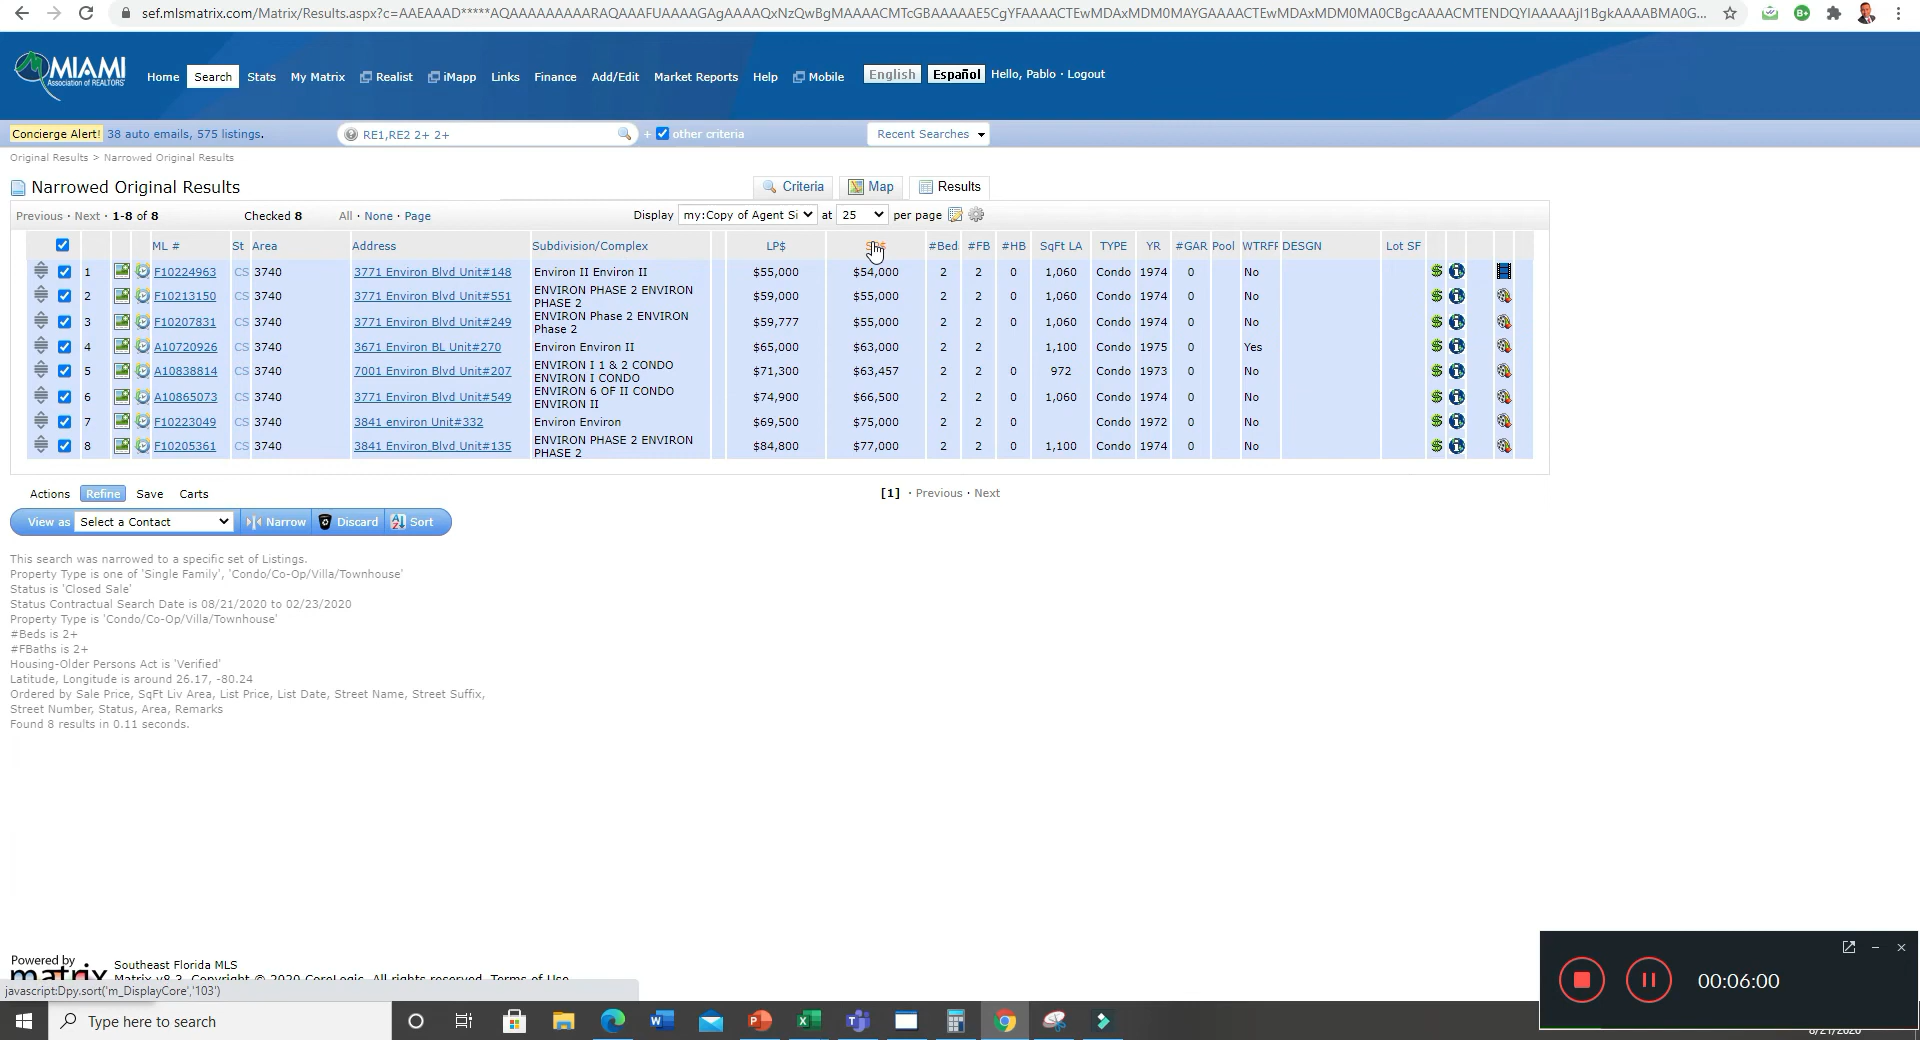 sef.mlsmatrix.com/Matrix/Results.aspx?c=AAEAAAD*****AQAAAAAAAAARAQAAAFUAAAAGAgAAAAQxNzQwBgMAAAACMTcGBAAAAAE5CgYFAAAACTEwMDAxMDM0MAYGAAAACTEwMDAxMDM0MA0CBgcAAAACMTENDQYIAAAAAjI1BgkAAAABMA0G...
MIAMI
Association of REALTORS®
Home Search Stats My Matrix Realist iMapp Links Finance Add/Edit Market Reports Help Mobile English Español Hello, Pablo · Logout
Concierge Alert! 38 auto emails, 575 listings. RE1,RE2 2+ 2+ + other criteria Recent Searches
Original Results > Narrowed Original Results
Narrowed Original Results Criteria Map Results
Previous · Next · 1-8 of 8 Checked 8 All · None · Page Display my:Copy of Agent Si at 25 per page
ML # St Area Address Subdivision/Complex LP$ #Bed #FB #HB SqFt LA TYPE YR #GAR Pool WTRFR DESGN Lot SF
1 F10224963 CS 3740 3771 Environ Blvd Unit#148 Environ II Environ II $55,000 $54,000 2 2 0 1,060 Condo 1974 0 No
2 F10213150 CS 3740 3771 Environ Blvd Unit#551 ENVIRON PHASE 2 ENVIRON PHASE 2 $59,000 $55,000 2 2 0 1,060 Condo 1974 0 No
3 F10207831 CS 3740 3771 Environ Blvd Unit#249 ENVIRON Phase 2 ENVIRON Phase 2 $59,777 $55,000 2 2 0 1,060 Condo 1974 0 No
4 A10720926 CS 3740 3671 Environ BL Unit#270 Environ Environ II $65,000 $63,000 2 2 1,100 Condo 1975 0 Yes
5 A10838814 CS 3740 7001 Environ Blvd Unit#207 ENVIRON I 1 & 2 CONDO ENVIRON I CONDO $71,300 $63,457 2 2 0 972 Condo 1973 0 No
6 A10865073 CS 3740 3771 Environ Blvd Unit#549 ENVIRON 6 OF II CONDO ENVIRON II $74,900 $66,500 2 2 0 1,060 Condo 1974 0 No
7 F10223049 CS 3740 3841 environ Unit#332 Environ Environ $69,500 $75,000 2 2 0 Condo 1972 0 No
8 F10205361 CS 3740 3841 Environ Blvd Unit#135 ENVIRON PHASE 2 ENVIRON PHASE 2 $84,800 $77,000 2 2 0 1,100 Condo 1974 0 No
Actions Refine Save Carts [1] · Previous · Next
View as Select a Contact Narrow Discard Sort
This search was narrowed to a specific set of Listings.
Property Type is one of 'Single Family', 'Condo/Co-Op/Villa/Townhouse'
Status is 'Closed Sale'
Status Contractual Search Date is 08/21/2020 to 02/23/2020
Property Type is 'Condo/Co-Op/Villa/Townhouse'
#Beds is 2+
#FBaths is 2+
Housing-Older Persons Act is 'Verified'
Latitude, Longitude is around 26.17, -80.24
Ordered by Sale Price, SqFt Liv Area, List Price, List Date, Street Name, Street Suffix,
Street Number, Status, Area, Remarks
Found 8 results in 0.11 seconds.
Powered by
matrix
Southeast Florida MLS
Matrix v8.3. Copyright © 2020 CoreLogic. All rights reserved. Terms of Use
javascript:Dpy.sort('m_DisplayCore','103')
00:06:00
Type here to search
8/21/2020